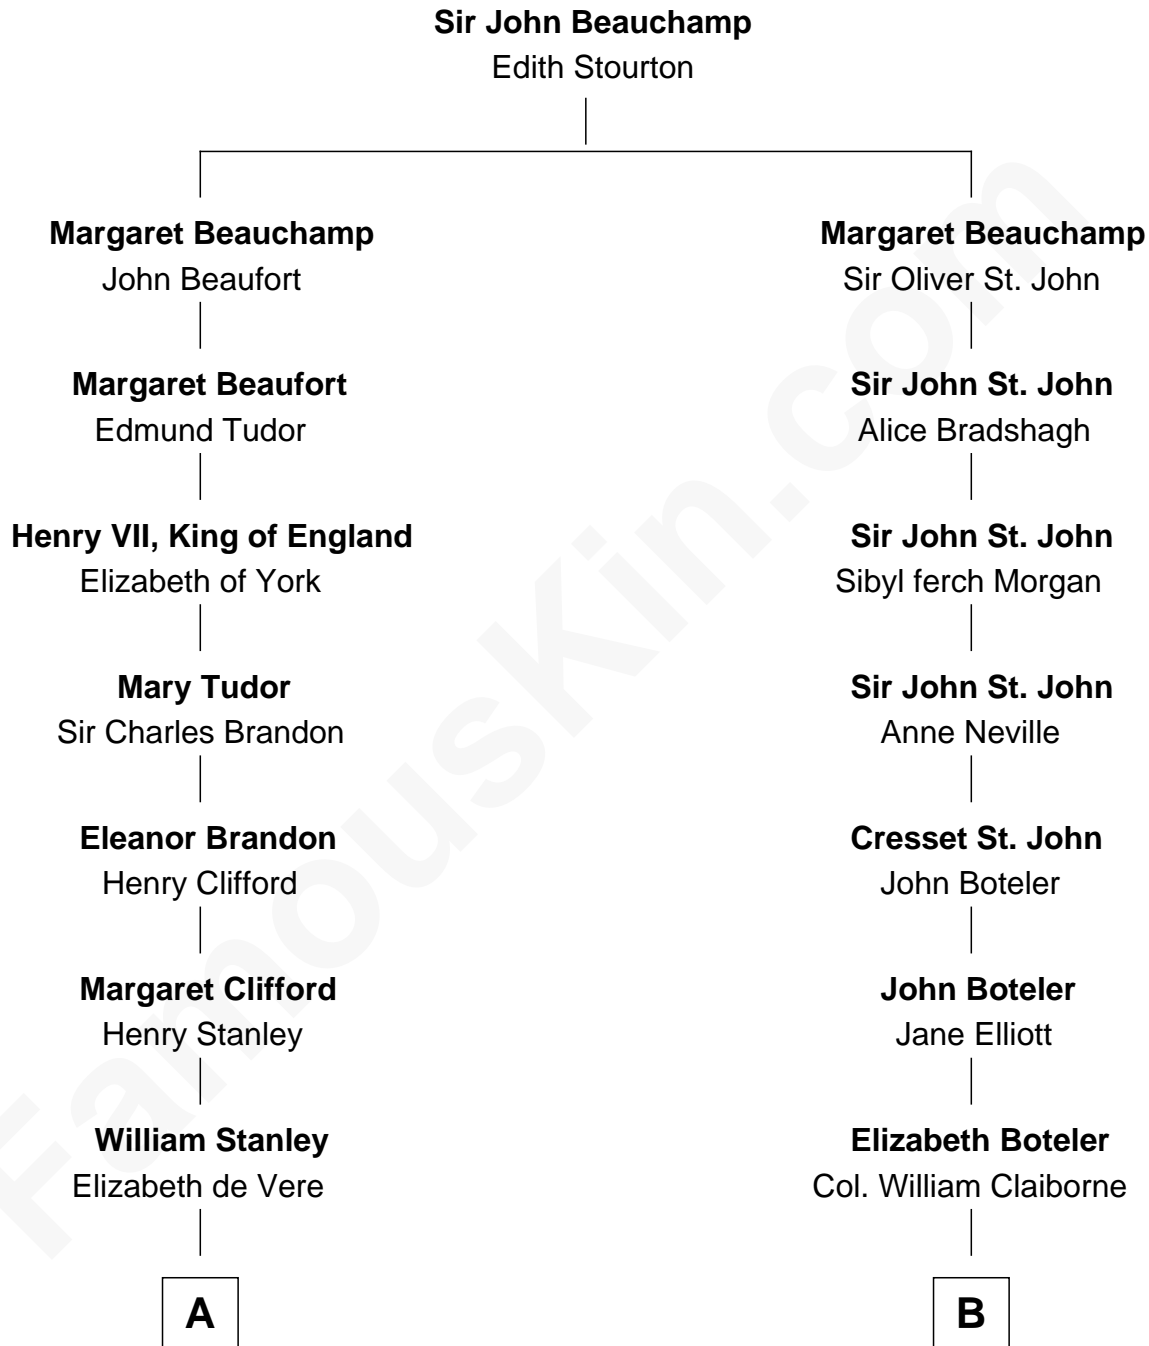 Sir John Beauchamp
Edith Stourton
Margaret Beauchamp
John Beaufort
Margaret Beaufort
Edmund Tudor
Henry VII, King of England
Elizabeth of York
Mary Tudor
Sir Charles Brandon
Eleanor Brandon
Henry Clifford
Margaret Clifford
Henry Stanley
William Stanley
Elizabeth de Vere
A
Margaret Beauchamp
Sir Oliver St. John
Sir John St. John
Alice Bradshagh
Sir John St. John
Sibyl ferch Morgan
Sir John St. John
Anne Neville
Cresset St. John
John Boteler
John Boteler
Jane Elliott
Elizabeth Boteler
Col. William Claiborne
B
FamousKin.com